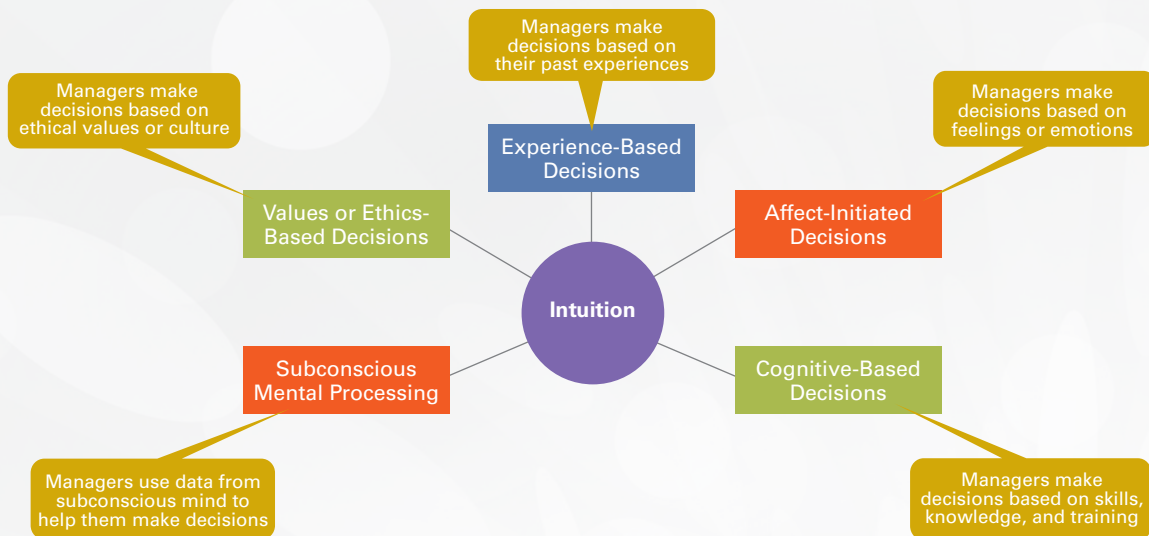 Managers make
decisions based on
their past experiences
Managers make
decisions based on
ethical values or culture
Managers make
decisions based on
feelings or emotions
Experience-Based
Decisions
Values or Ethics-
Based Decisions
Affect-Initiated
Decisions
Intuition
Subconscious
Mental Processing
Cognitive-Based
Decisions
Managers use data from
subconscious mind to
help them make decisions
Managers make
decisions based on skills,
knowledge, and training